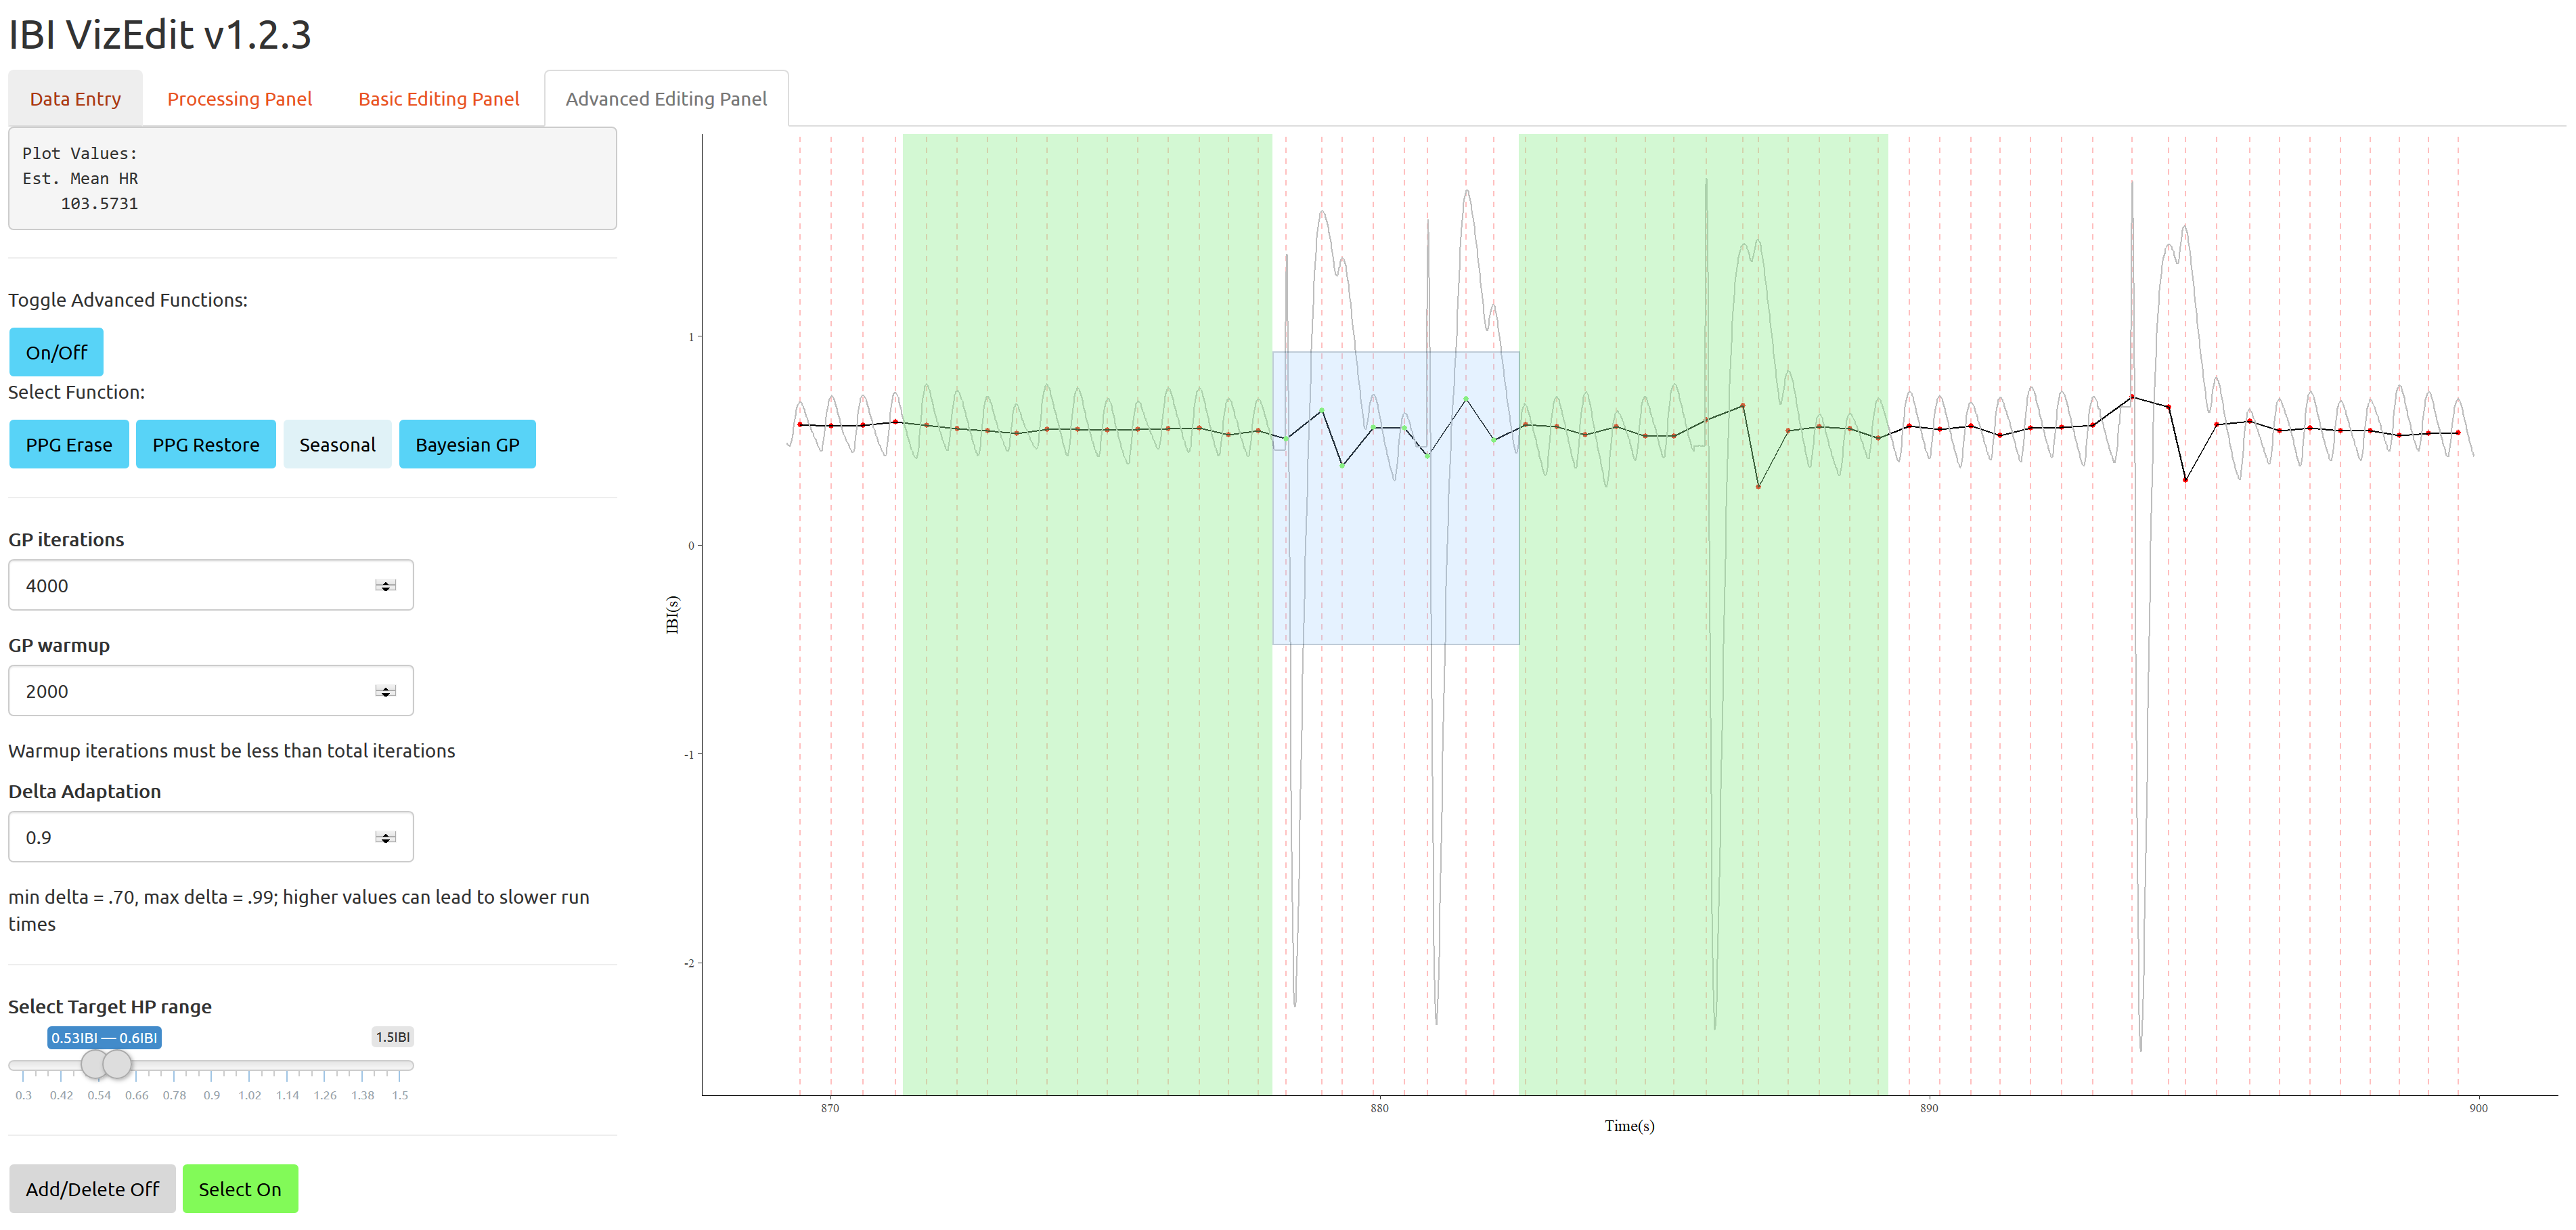 IBI VizEdit v1.2.3
Data Entry Processing Panel Basic Editing Panel Advanced Editing Panel
Plot Values:
Est. Mean HR
103.5731
Toggle Advanced Functions:
On/Off
Select Function:
PPG Erase PPG Restore Seasonal Bayesian GP
GP iterations
4000
GP warmup
2000
Warmup iterations must be less than total iterations
Delta Adaptation
0.9
min delta = .70, max delta = .99; higher values can lead to slower run
times
Select Target HP range
0.53IBI — 0.6IBI 1.5IBI
0.3 0.42 0.54 0.66 0.78 0.9 1.02 1.14 1.26 1.38 1.5
Add/Delete Off Select On
IBI(s)
1
0
-1
-2
870 880 890 900
Time(s)